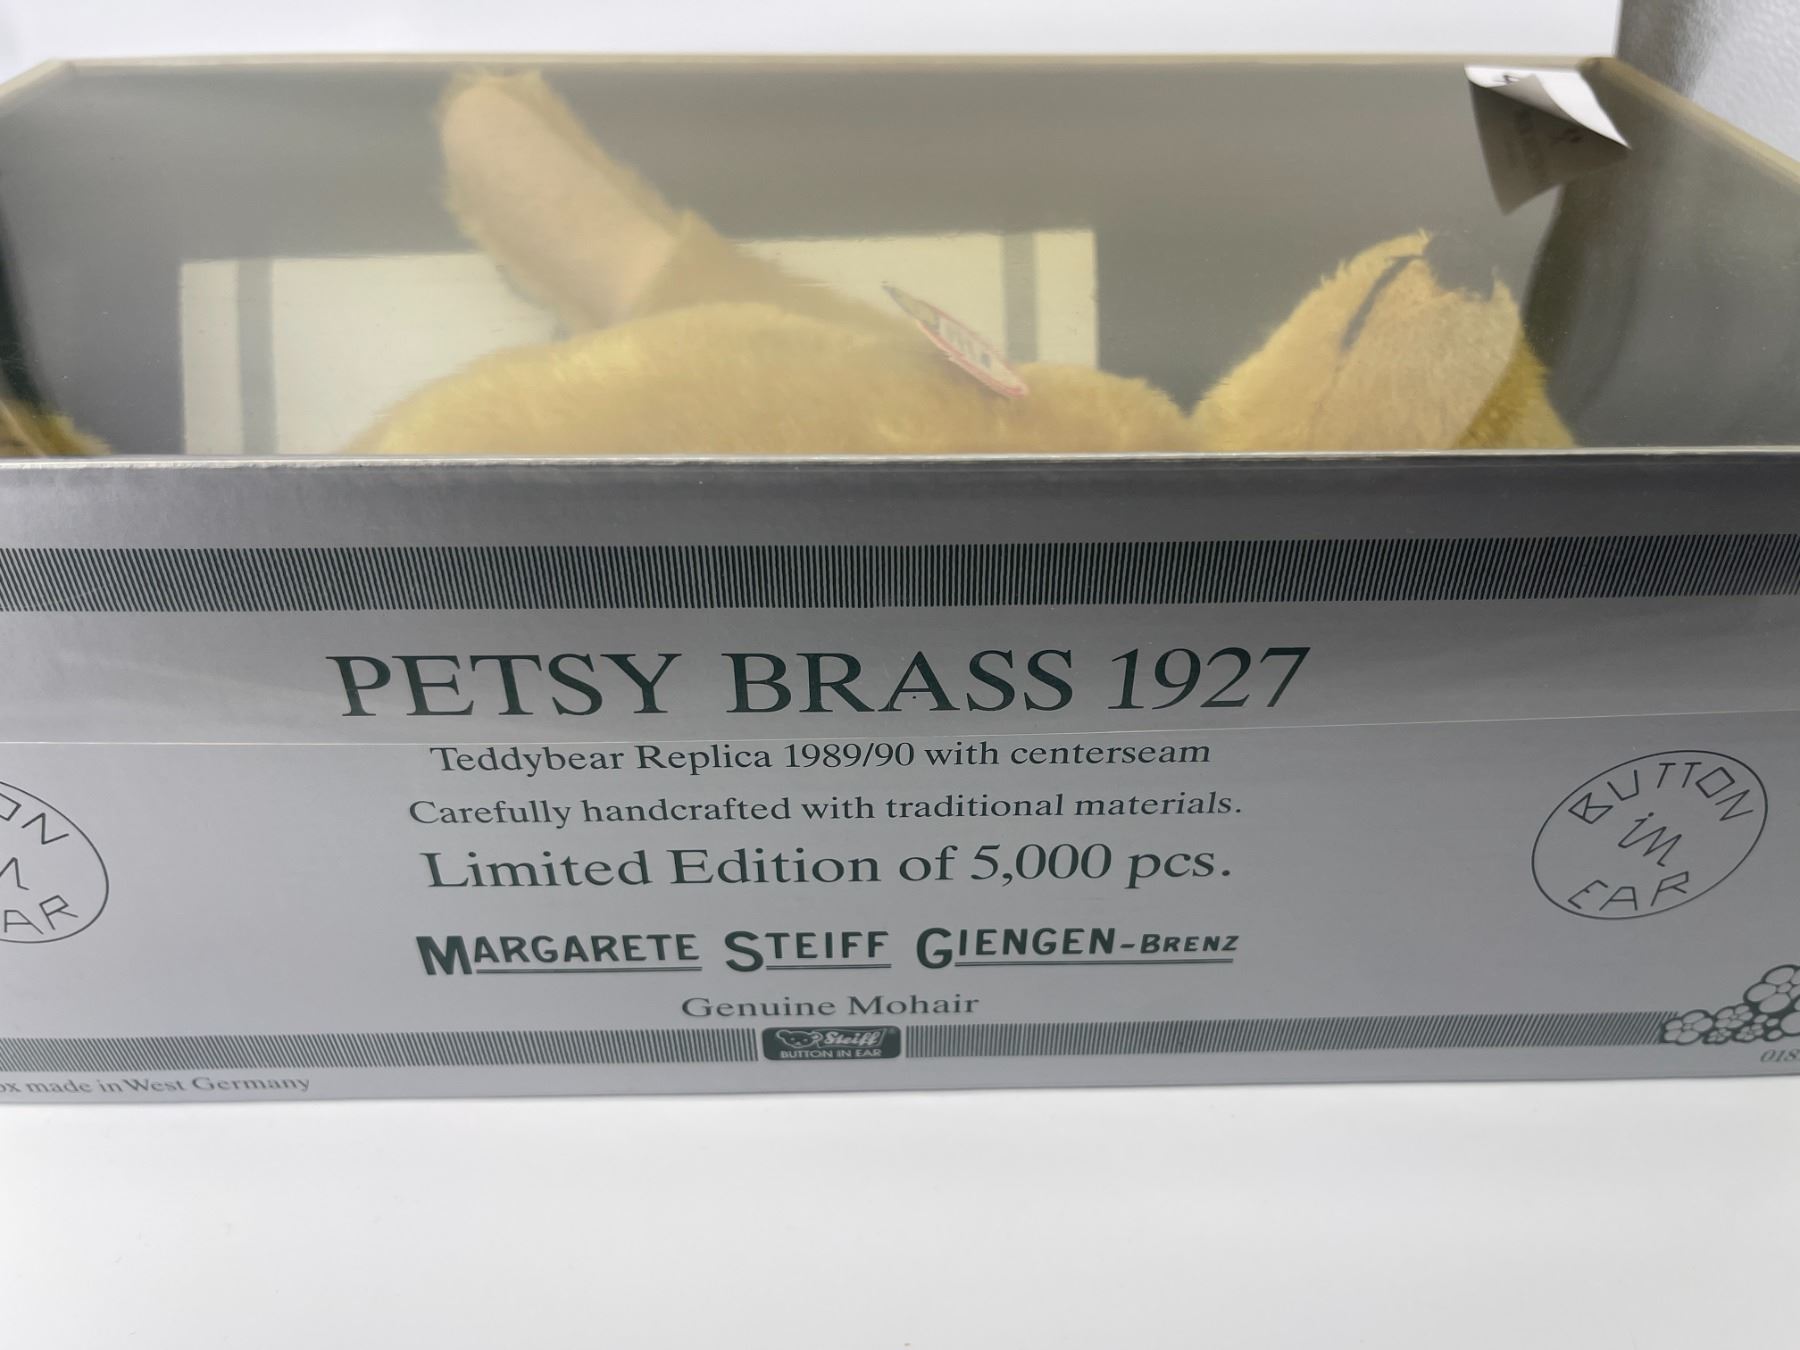 PETSY BRASS 1927
Teddybear Replica 1989/90 with centerseam
Carefully handcrafted with traditional materials.
Limited Edition of 5,000 pcs.
MARGARETE STEIFF GIENGEN-BRENZ
Genuine Mohair
Steiff
BUTTON IN EAR
made in West Germany
BUTTON
in
EAR